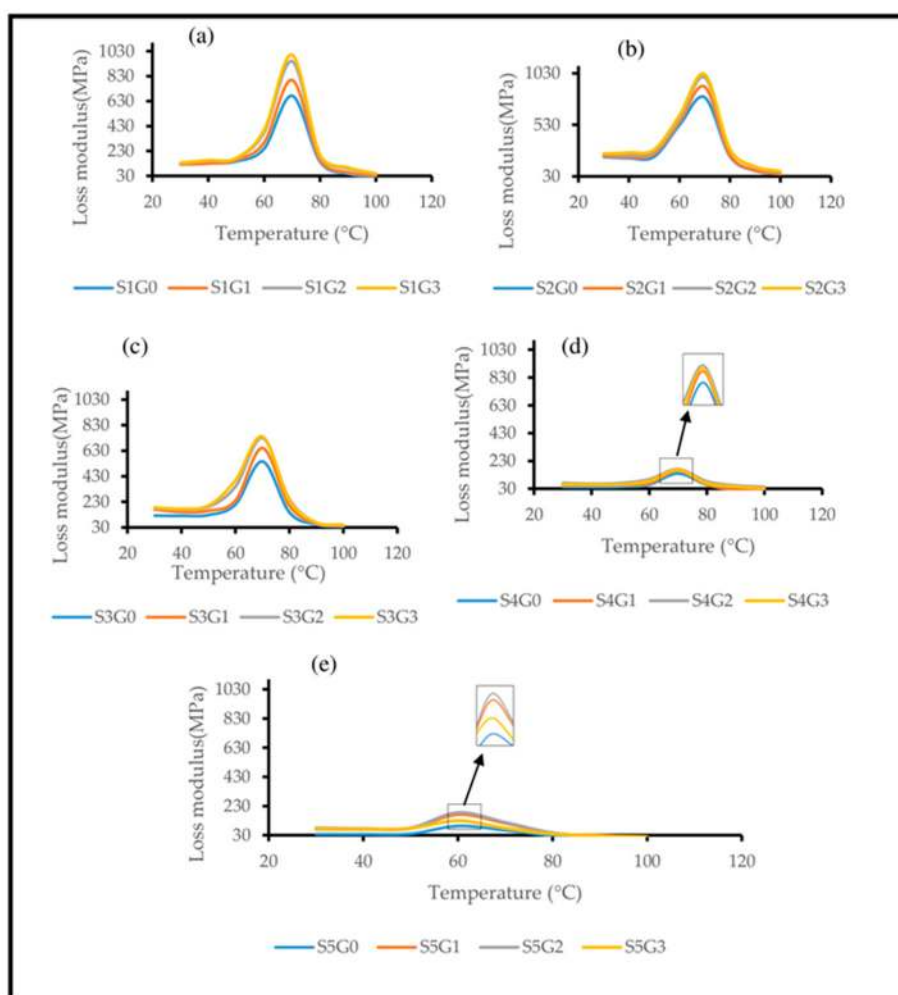 (a)
Loss modulus(MPa)
1030
830
630
430
230
30
20 40 60 80 100 120
Temperature (°C)
S1G0 S1G1 S1G2 S1G3
(b)
Loss modulus(MPa)
1030
530
30
20 40 60 80 100 120
Temperature (°C)
S2G0 S2G1 S2G2 S2G3
(c)
Loss modulus(MPa)
1030
830
630
430
230
30
20 40 60 80 100 120
Temperature (°C)
S3G0 S3G1 S3G2 S3G3
(d)
Loss modulus(MPa)
1030
830
630
430
230
30
20 40 60 80 100 120
Temperature (°C)
S4G0 S4G1 S4G2 S4G3
(e)
Loss modulus(MPa)
1030
830
630
430
230
30
20 40 60 80 100 120
Temperature (°C)
S5G0 S5G1 S5G2 S5G3